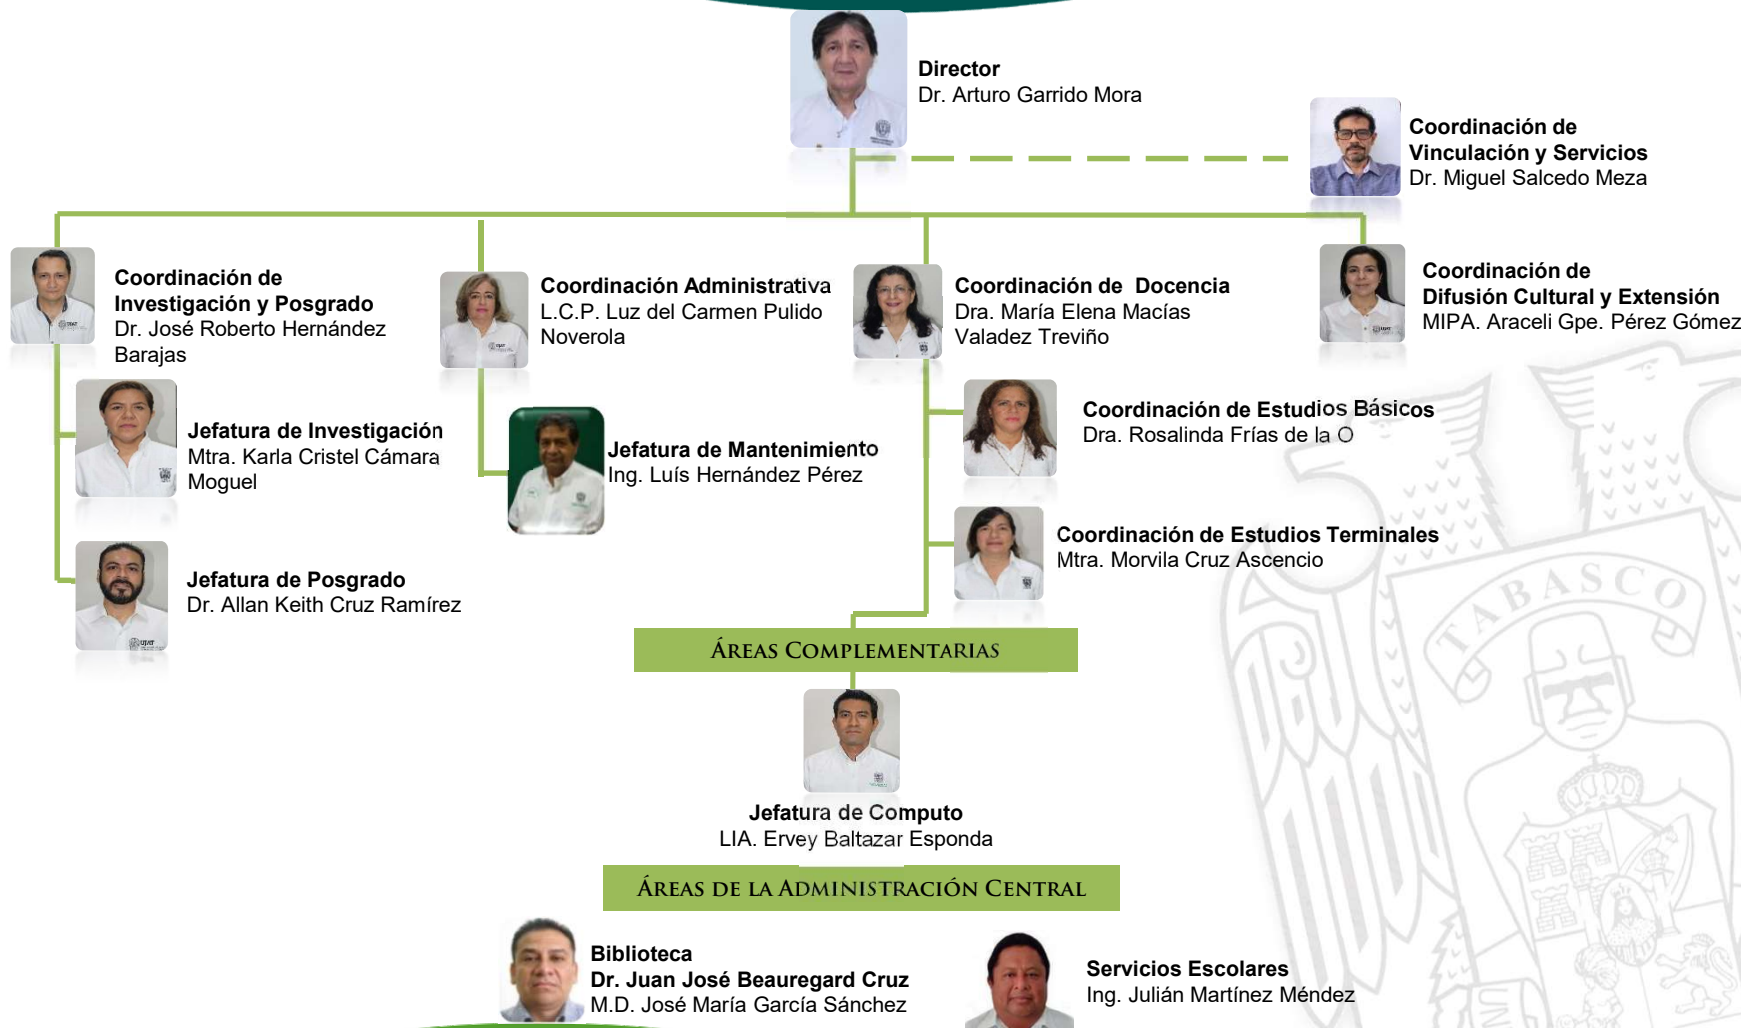 Director
Dr. Arturo Garrido Mora
Coordinación de
Vinculación y Servicios
Dr. Miguel Salcedo Meza
Coordinación de
Investigación y Posgrado
Dr. José Roberto Hernández
Barajas
Coordinación Administrativa
L.C.P. Luz del Carmen Pulido
Noverola
Coordinación de Docencia
Dra. María Elena Macías
Valadez Treviño
Coordinación de
Difusión Cultural y Extensión
MIPA. Araceli Gpe. Pérez Gómez
Jefatura de Investigación
Mtra. Karla Cristel Cámara
Moguel
Jefatura de Mantenimiento
Ing. Luís Hernández Pérez
Coordinación de Estudios Básicos
Dra. Rosalinda Frías de la O
Jefatura de Posgrado
Dr. Allan Keith Cruz Ramírez
Coordinación de Estudios Terminales
Mtra. Morvila Cruz Ascencio
TABASCO
ÁREAS COMPLEMENTARIAS
Jefatura de Computo
LIA. Ervey Baltazar Esponda
ÁREAS DE LA ADMINISTRACIÓN CENTRAL
Biblioteca
Dr. Juan José Beauregard Cruz
M.D. José María García Sánchez
Servicios Escolares
Ing. Julián Martínez Méndez